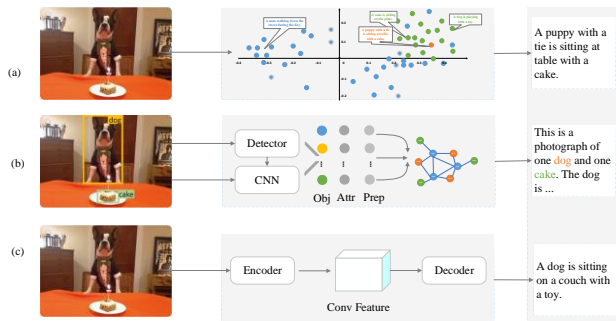 (a)
A puppy with a
tie is sitting at
table with a
cake.
(b)
dog
cake
Detector
CNN
Obj Attr Prep
This is a
photograph of
one dog and one
cake. The dog
is ...
(c)
Encoder
Decoder
Conv Feature
A dog is sitting
on a couch with
a toy.